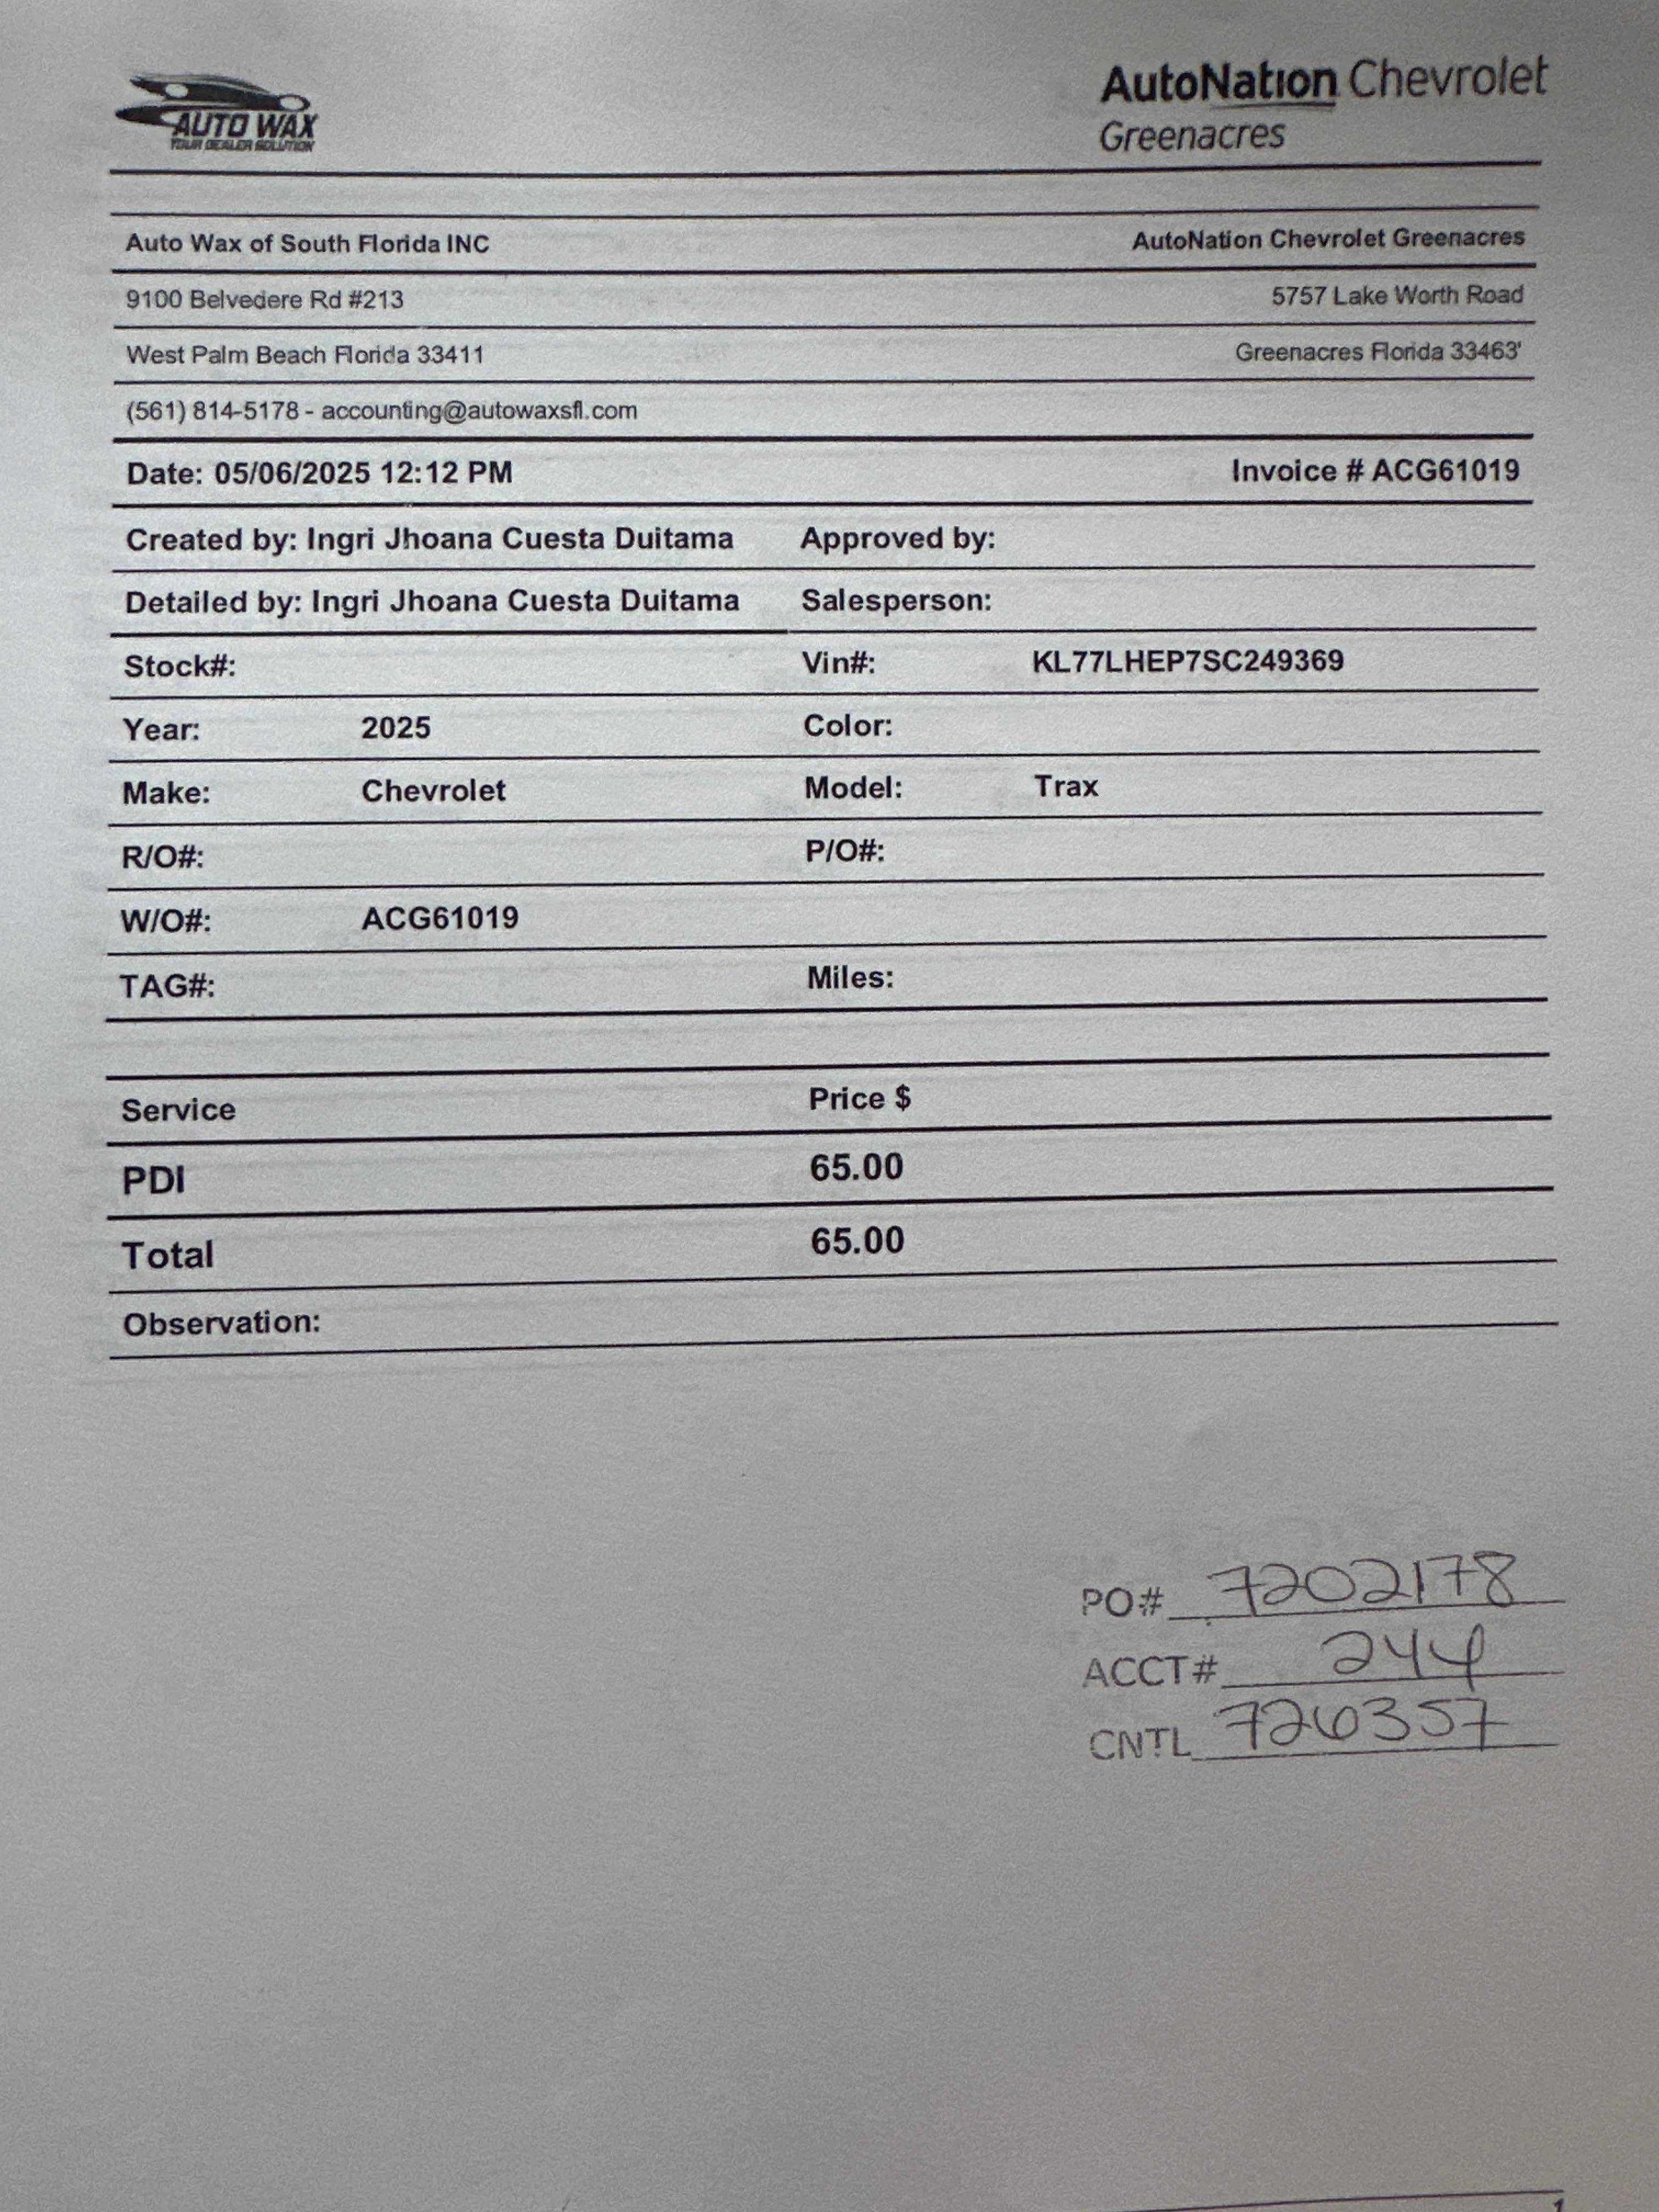 AUTO WAX
YOUR DEALER SOLUTION
AutoNation Chevrolet
Greenacres
Auto Wax of South Florida INC AutoNation Chevrolet Greenacres
9100 Belvedere Rd #213 5757 Lake Worth Road
West Palm Beach Florida 33411 Greenacres Florida 33463'
(561) 814-5178 - accounting@autowaxsfl.com
Date: 05/06/2025 12:12 PM Invoice # ACG61019
Created by: Ingri Jhoana Cuesta Duitama Approved by:
Detailed by: Ingri Jhoana Cuesta Duitama Salesperson:
Stock#: Vin#: KL77LHEP7SC249369
Year: 2025 Color:
Make: Chevrolet Model: Trax
R/O#: P/O#:
W/O#: ACG61019
TAG#: Miles:
Service Price $
PDI 65.00
Total 65.00
Observation:
PO# 7202178
ACCT# 244
CNTL 726357
1